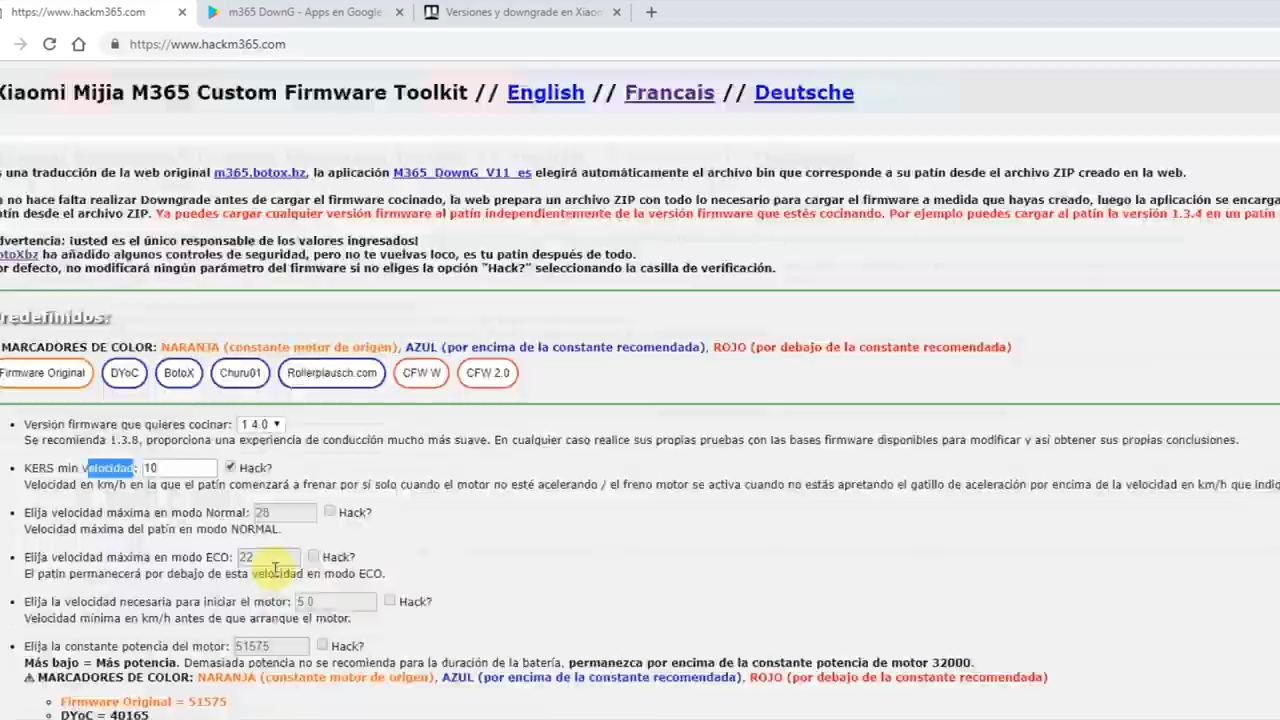 https://www.hackm365.com
m365 DownG - Apps en Google
Versiones y downgrade en Xiaom
https://www.hackm365.com
Xiaomi Mijia M365 Custom Firmware Toolkit // English // Francais // Deutsche
s una traducción de la web original m365.botox.bz, la aplicación M365_DownG_V11_es elegirá automáticamente el archivo bin que corresponde a su patín desde el archivo ZIP creado en la web.
a no hace falta realizar Downgrade antes de cargar el firmware cocinado, la web prepara un archivo ZIP con todo lo necesario para cargar el firmware a medida que hayas creado, luego la aplicación se encarga
atín desde el archivo ZIP. Ya puedes cargar cualquier versión firmware al patín independientemente de la versión firmware que estés cocinando. Por ejemplo puedes cargar al patín la versión 1.3.4 en un patín
dvertencia: ¡usted es el único responsable de los valores ingresados!
otoXbz ha añadido algunos controles de seguridad, pero no te vuelvas loco, es tu patín después de todo.
or defecto, no modificará ningún parámetro del firmware si no eliges la opción "Hack?" seleccionando la casilla de verificación.
redefinidos:
MARCADORES DE COLOR: NARANJA (constante motor de origen), AZUL (por encima de la constante recomendada), ROJO (por debajo de la constante recomendada)
Firmware Original DYoC BotoX Churu01 Rollerplausch.com CFW W CFW 2.0
• Versión firmware que quieres cocinar: 1.4.0
Se recomienda 1.3.8, proporciona una experiencia de conducción mucho más suave. En cualquier caso realice sus propias pruebas con las bases firmware disponibles para modificar y así obtener sus propias conclusiones.
• KERS min velocidad: 10 Hack?
Velocidad en km/h en la que el patín comenzará a frenar por sí solo cuando el motor no esté acelerando / el freno motor se activa cuando no estás apretando el gatillo de aceleración por encima de la velocidad en km/h que indiq
• Elija velocidad máxima en modo Normal: 28 Hack?
Velocidad máxima del patín en modo NORMAL.
• Elija velocidad máxima en modo ECO: 22 Hack?
El patín permanecerá por debajo de esta velocidad en modo ECO.
• Elija la velocidad necesaria para iniciar el motor: 5.0 Hack?
Velocidad mínima en km/h antes de que arranque el motor.
• Elija la constante potencia del motor: 51575 Hack?
Más bajo = Más potencia. Demasiada potencia no se recomienda para la duración de la batería, permanezca por encima de la constante potencia de motor 32000.
⚠ MARCADORES DE COLOR: NARANJA (constante motor de origen), AZUL (por encima de la constante recomendada), ROJO (por debajo de la constante recomendada)
Firmware Original = 51575
DYoC = 40165